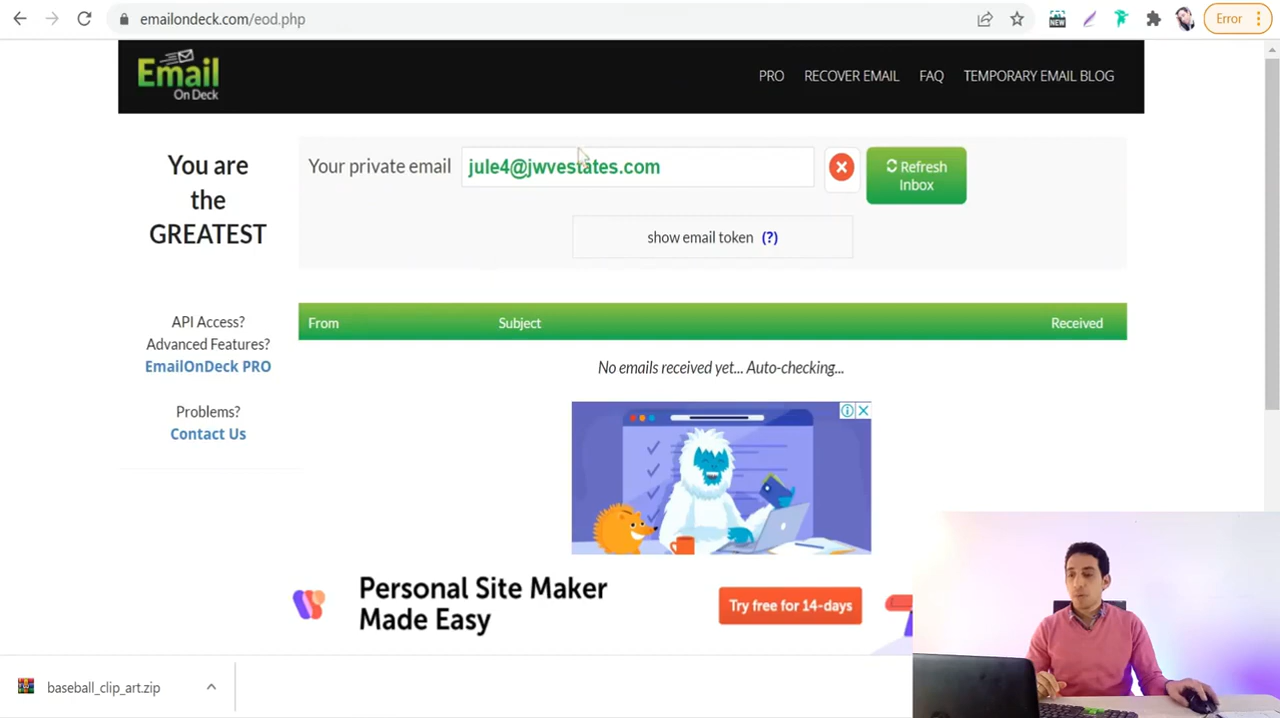 emailondeck.com/eod.php
NEW
Error
Email
On Deck
PRO
RECOVER EMAIL
FAQ
TEMPORARY EMAIL BLOG
You are
the
GREATEST
Your private email
jule4@jwvestates.com
Refresh
Inbox
show email token (?)
API Access?
Advanced Features?
EmailOnDeck PRO
Problems?
Contact Us
From
Subject
Received
No emails received yet... Auto-checking...
Personal Site Maker
Made Easy
Try free for 14-days
baseball_clip_art.zip